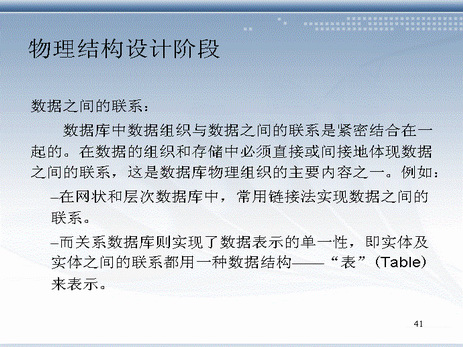 物理结构设计阶段
数据之间的联系：
数据库中数据组织与数据之间的联系是紧密结合在一
起的。在数据的组织和存储中必须直接或间接地体现数据
之间的联系，这是数据库物理组织的主要内容之一。例如：
–在网状和层次数据库中，常用链接法实现数据之间的
联系。
–而关系数据库则实现了数据表示的单一性，即实体及
实体之间的联系都用一种数据结构——“表”(Table)
来表示。
41